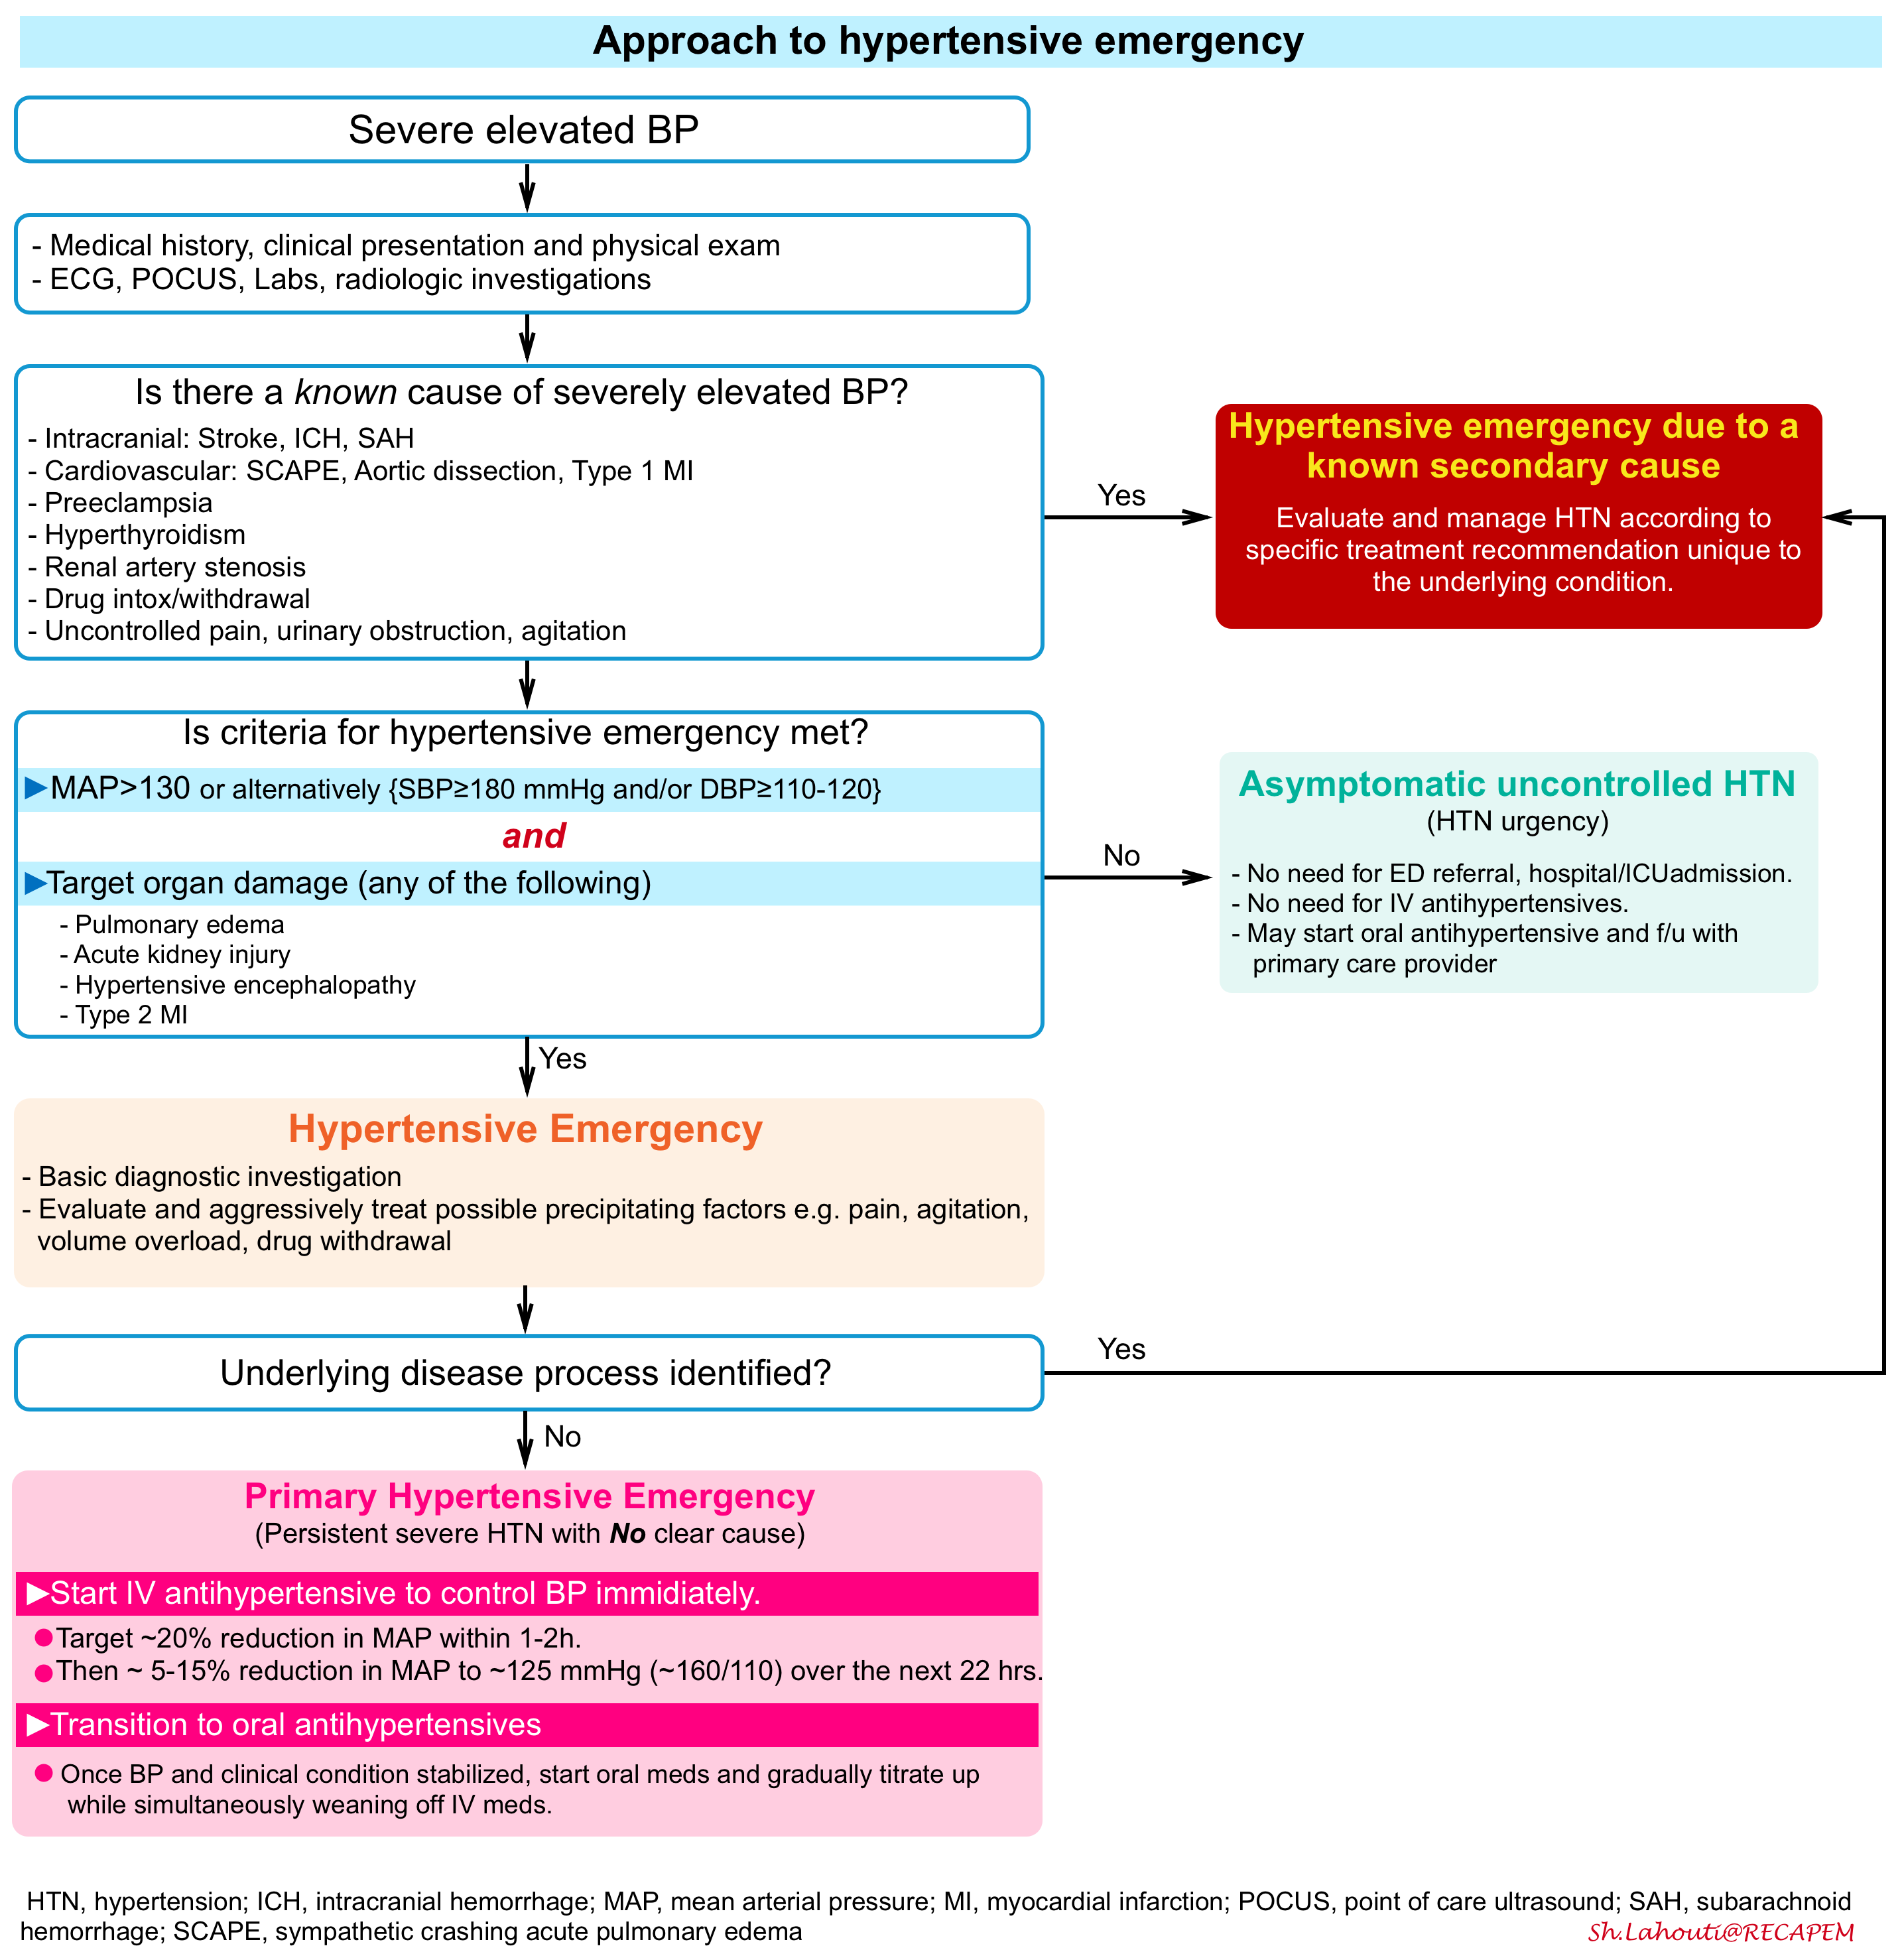 Approach to hypertensive emergency
Severe elevated BP
- Medical history, clinical presentation and physical exam
- ECG, POCUS, Labs, radiologic investigations
Is there a known cause of severely elevated BP?
- Intracranial: Stroke, ICH, SAH
- Cardiovascular: SCAPE, Aortic dissection, Type 1 MI
- Preeclampsia
- Hyperthyroidism
- Renal artery stenosis
- Drug intox/withdrawal
- Uncontrolled pain, urinary obstruction, agitation
Yes
Hypertensive emergency due to a
known secondary cause
Evaluate and manage HTN according to
specific treatment recommendation unique to
the underlying condition.
Is criteria for hypertensive emergency met?
▶MAP>130 or alternatively {SBP≥180 mmHg and/or DBP≥110-120}
and
▶Target organ damage (any of the following)
- Pulmonary edema
- Acute kidney injury
- Hypertensive encephalopathy
- Type 2 MI
No
Asymptomatic uncontrolled HTN
(HTN urgency)
- No need for ED referral, hospital/ICUadmission.
- No need for IV antihypertensives.
- May start oral antihypertensive and f/u with
primary care provider
Yes
Hypertensive Emergency
- Basic diagnostic investigation
- Evaluate and aggressively treat possible precipitating factors e.g. pain, agitation,
volume overload, drug withdrawal
Underlying disease process identified?
Yes
No
Primary Hypertensive Emergency
(Persistent severe HTN with No clear cause)
▶Start IV antihypertensive to control BP immidiately.
● Target ~20% reduction in MAP within 1-2h.
● Then ~ 5-15% reduction in MAP to ~125 mmHg (~160/110) over the next 22 hrs.
▶Transition to oral antihypertensives
● Once BP and clinical condition stabilized, start oral meds and gradually titrate up
while simultaneously weaning off IV meds.
HTN, hypertension; ICH, intracranial hemorrhage; MAP, mean arterial pressure; MI, myocardial infarction; POCUS, point of care ultrasound; SAH, subarachnoid
hemorrhage; SCAPE, sympathetic crashing acute pulmonary edema
Sh.Lahouti@RECAPEM